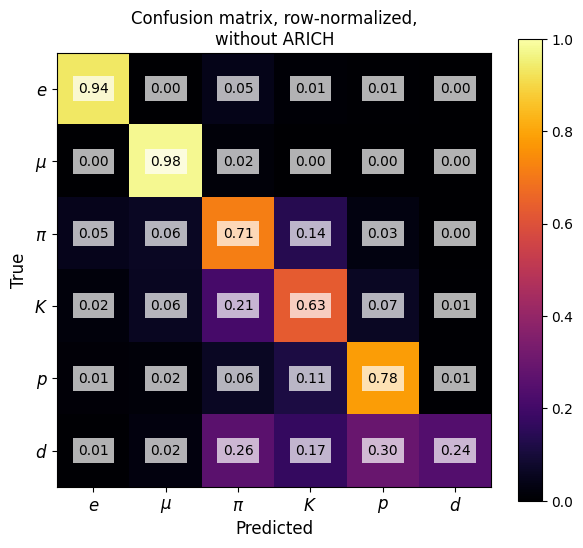 Confusion matrix, row-normalized,
without ARICH
True
e 0.94 0.00 0.05 0.01 0.01 0.00
μ 0.00 0.98 0.02 0.00 0.00 0.00
π 0.05 0.06 0.71 0.14 0.03 0.00
K 0.02 0.06 0.21 0.63 0.07 0.01
p 0.01 0.02 0.06 0.11 0.78 0.01
d 0.01 0.02 0.26 0.17 0.30 0.24
e μ π K p d
Predicted
1.0
0.8
0.6
0.4
0.2
0.0